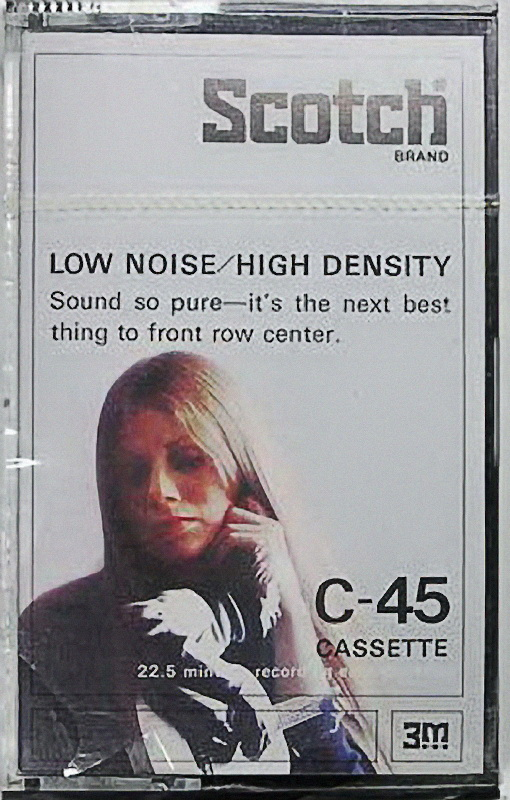 Scotch
BRAND
LOW NOISE/HIGH DENSITY
Sound so pure—it's the next best
thing to front row center.
C-45
CASSETTE
22.5
3M